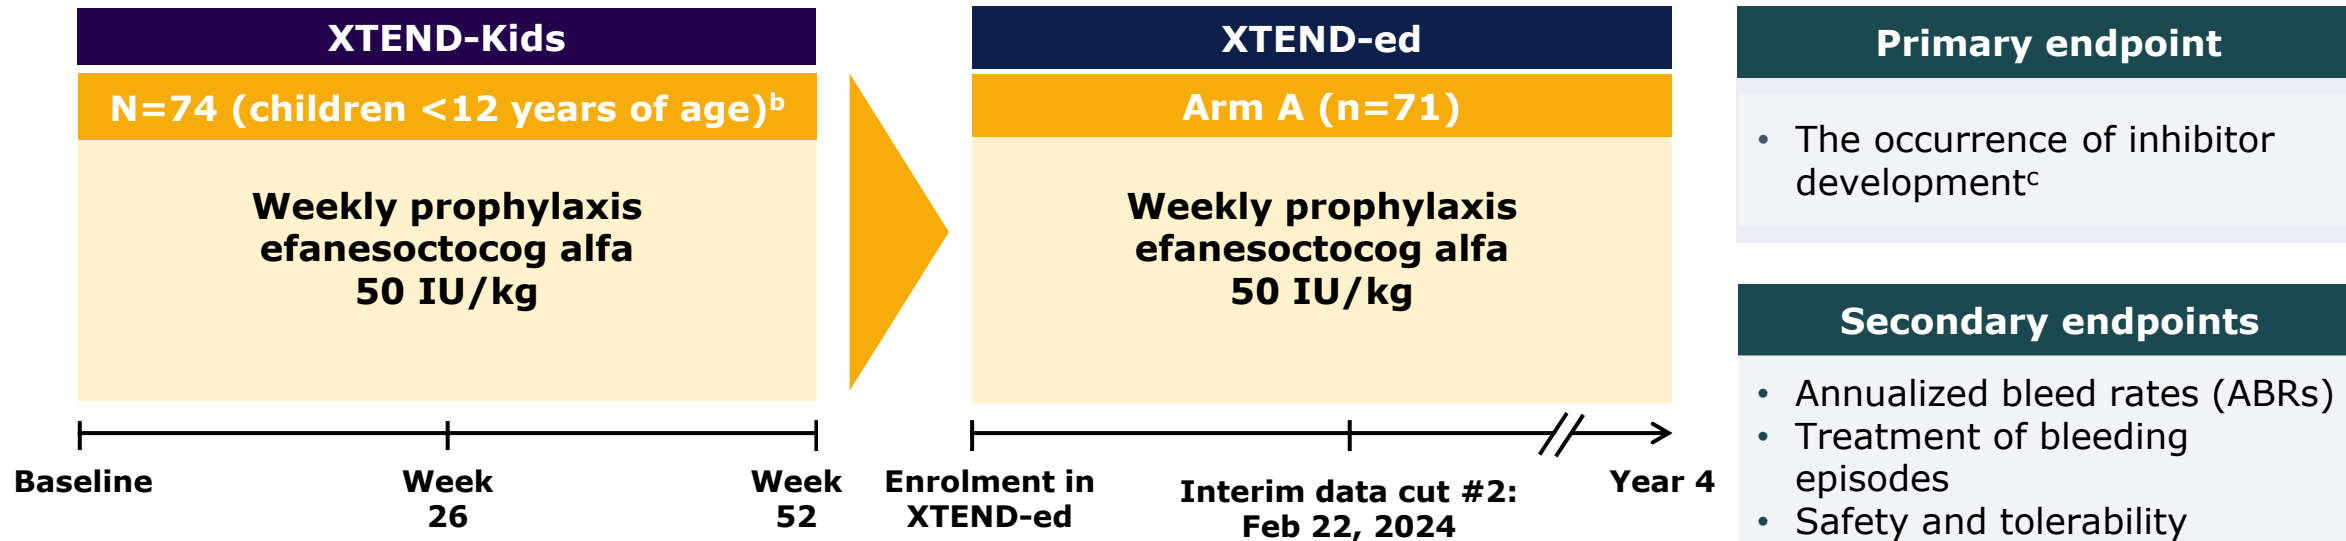 XTEND-Kids
N=74 (children <12 years of age)ᵇ
Weekly prophylaxis
efanesoctocog alfa
50 IU/kg
Baseline
Week
26
Week
52
XTEND-ed
Arm A (n=71)
Weekly prophylaxis
efanesoctocog alfa
50 IU/kg
Enrolment in
XTEND-ed
Interim data cut #2:
Feb 22, 2024
Year 4
Primary endpoint
• The occurrence of inhibitor
developmentᶜ
Secondary endpoints
• Annualized bleed rates (ABRs)
• Treatment of bleeding
episodes
• Safety and tolerability